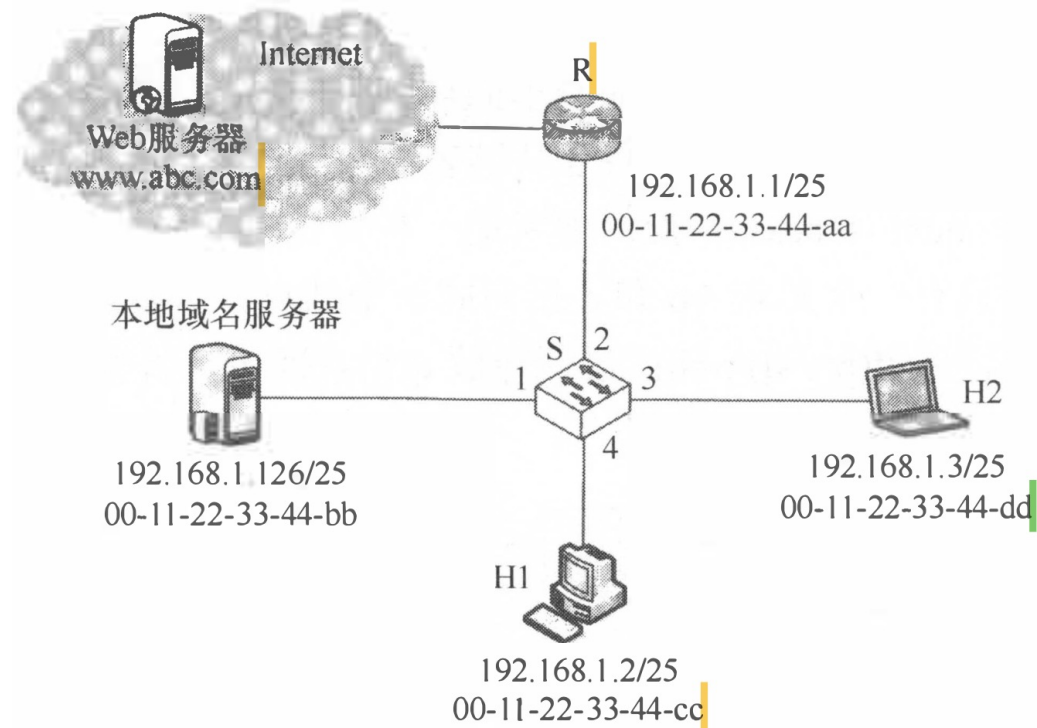 Internet
Web服务器
www.abc.com
R
192.168.1.1/25
00-11-22-33-44-aa
本地域名服务器
192.168.1.126/25
00-11-22-33-44-bb
S
1
2
3
4
H2
192.168.1.3/25
00-11-22-33-44-dd
H1
192.168.1.2/25
00-11-22-33-44-cc